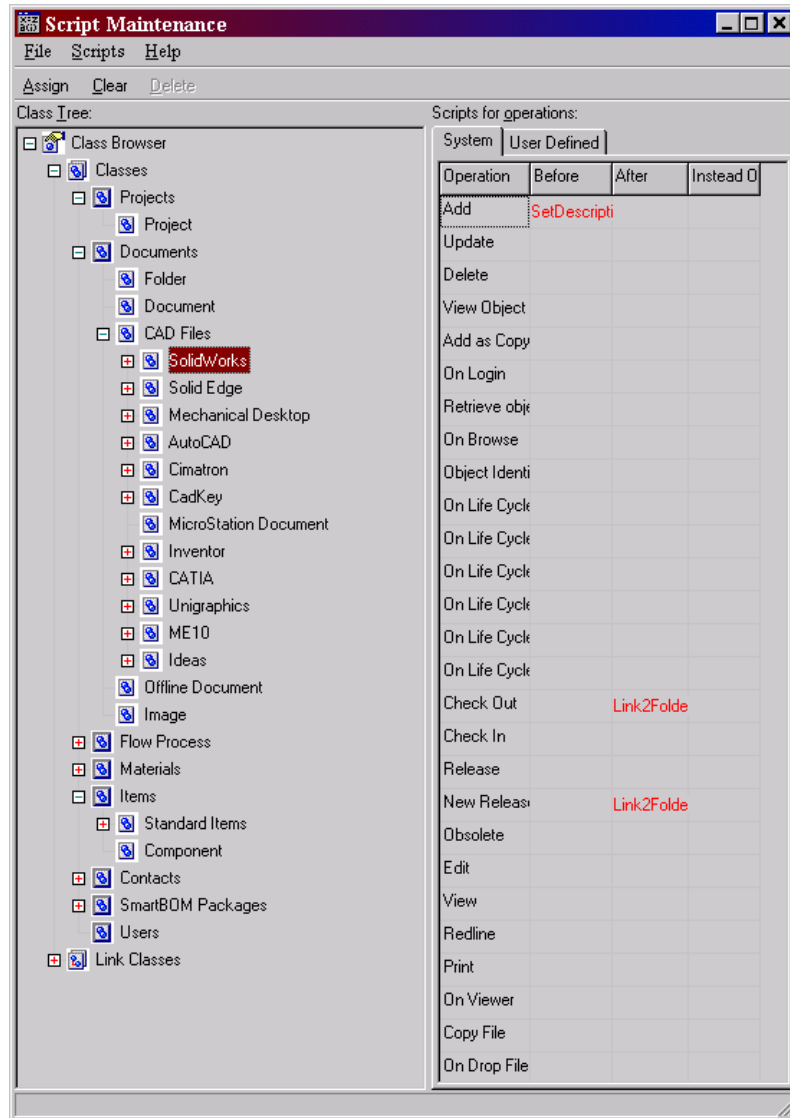 Script Maintenance
File Scripts Help
Assign Clear Delete
Class Tree:
Class Browser
Classes
Projects
Project
Documents
Folder
Document
CAD Files
SolidWorks
Solid Edge
Mechanical Desktop
AutoCAD
Cimatron
CadKey
MicroStation Document
Inventor
CATIA
Unigraphics
ME10
Ideas
Offline Document
Image
Flow Process
Materials
Items
Standard Items
Component
Contacts
SmartBOM Packages
Users
Link Classes
Scripts for operations:
System User Defined
Operation Before After Instead O
Add SetDescripti
Update
Delete
View Object
Add as Copy
On Login
Retrieve obje
On Browse
Object Identi
On Life Cycle
On Life Cycle
On Life Cycle
On Life Cycle
On Life Cycle
On Life Cycle
Check Out Link2Folde
Check In
Release
New Release Link2Folde
Obsolete
Edit
View
Redline
Print
On Viewer
Copy File
On Drop File